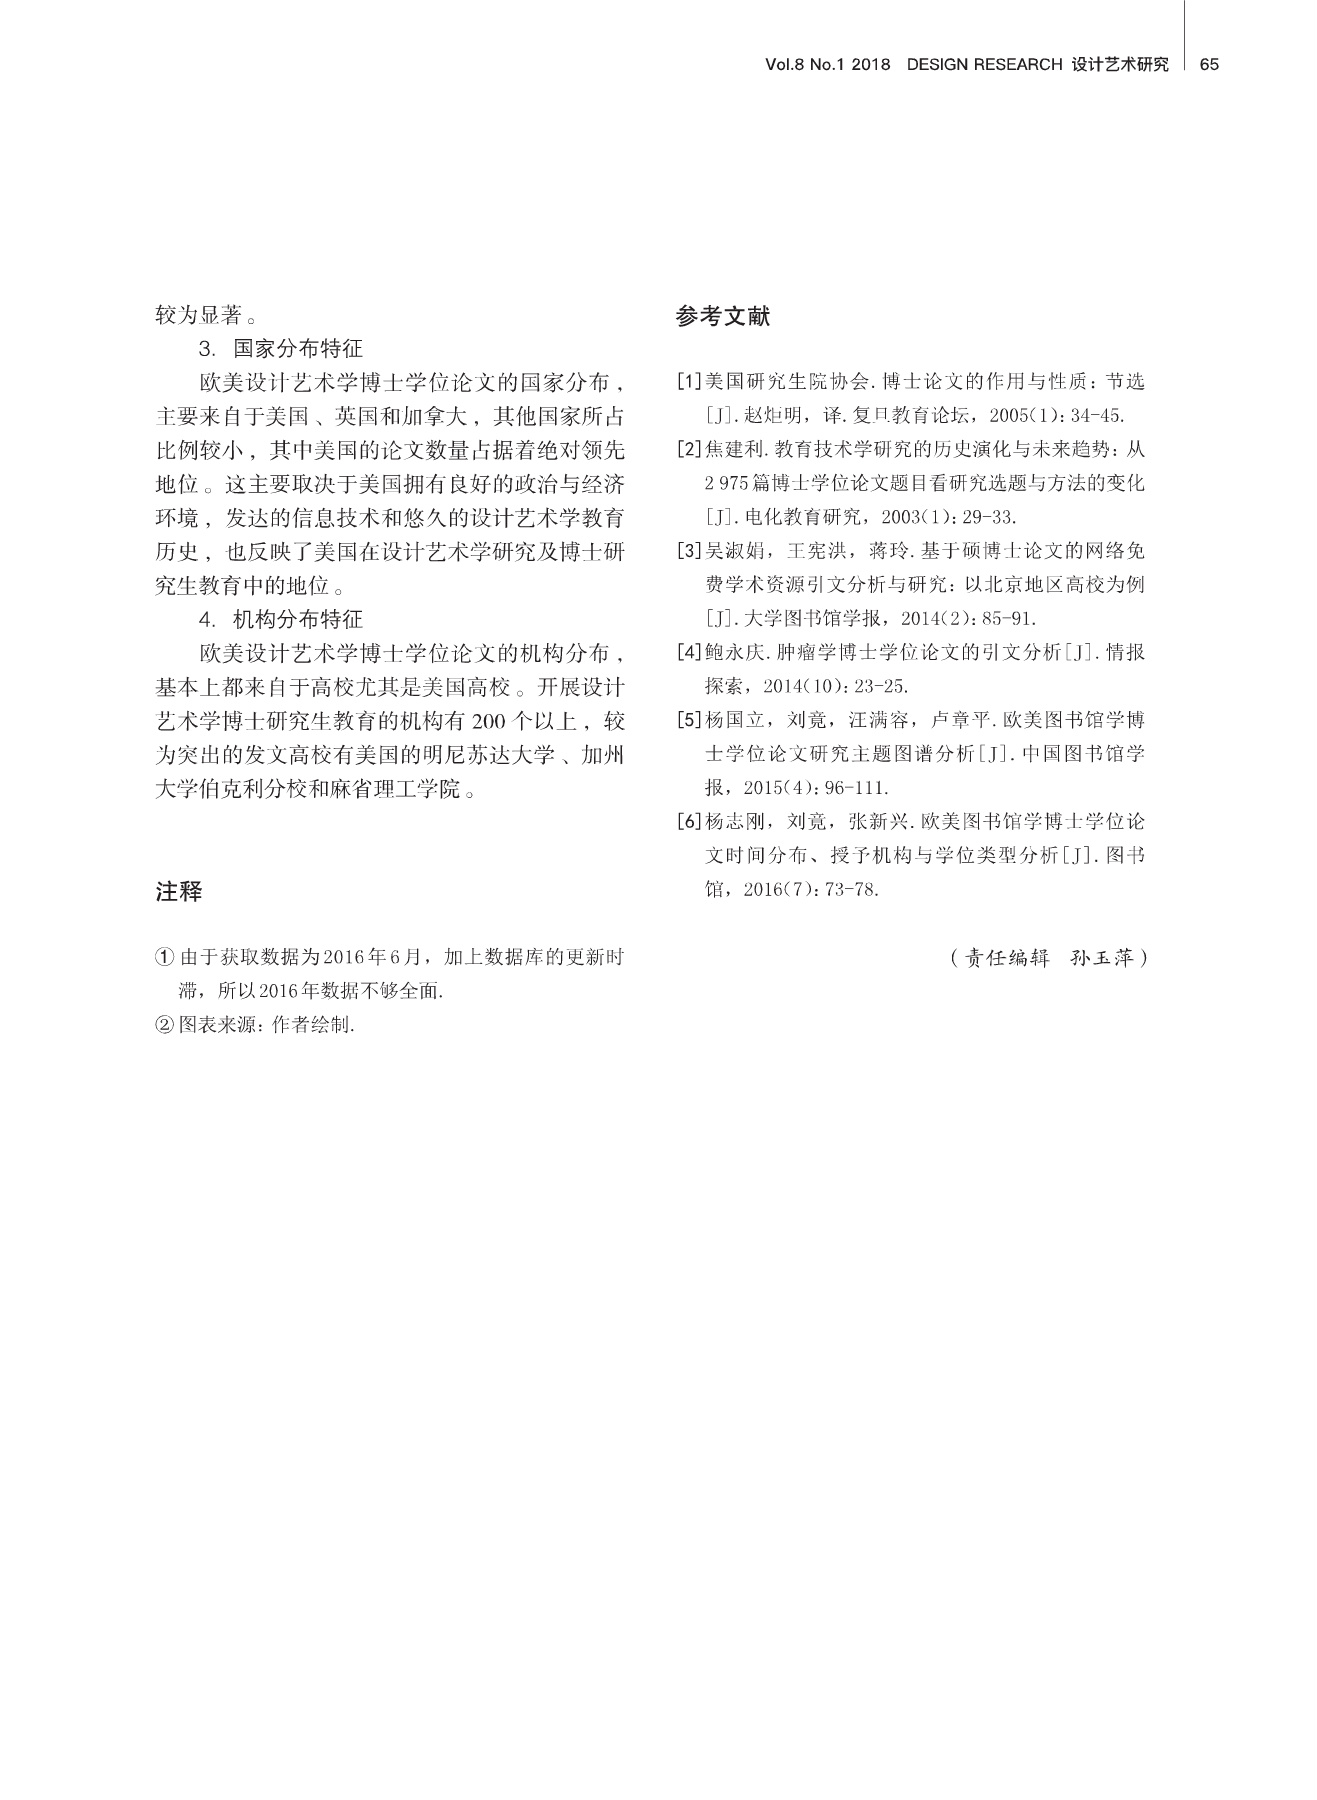 Vol.8 No.1 2018 DESIGN RESEARCH 设计艺术研究 65
较为显著。
3. 国家分布特征
欧美设计艺术学博士学位论文的国家分布，
主要来自于美国、英国和加拿大，其他国家所占
比例较小，其中美国的论文数量占据着绝对领先
地位。这主要取决于美国拥有良好的政治与经济
环境，发达的信息技术和悠久的设计艺术学教育
历史，也反映了美国在设计艺术学研究及博士研
究生教育中的地位。
4. 机构分布特征
欧美设计艺术学博士学位论文的机构分布，
基本上都来自于高校尤其是美国高校。开展设计
艺术学博士研究生教育的机构有 200 个以上，较
为突出的发文高校有美国的明尼苏达大学、加州
大学伯克利分校和麻省理工学院。
注释
① 由于获取数据为2016年6月，加上数据库的更新时
滞，所以2016年数据不够全面.
② 图表来源：作者绘制.
参考文献
[1]美国研究生院协会. 博士论文的作用与性质：节选
[J]. 赵炬明，译. 复旦教育论坛，2005(1)：34-45.
[2]焦建利. 教育技术学研究的历史演化与未来趋势：从
2 975篇博士学位论文题目看研究选题与方法的变化
[J]. 电化教育研究，2003(1)：29-33.
[3]吴淑娟，王宪洪，蒋玲. 基于硕博士论文的网络免
费学术资源引文分析与研究：以北京地区高校为例
[J]. 大学图书馆学报，2014(2)：85-91.
[4]鲍永庆. 肿瘤学博士学位论文的引文分析[J]. 情报
探索，2014(10)：23-25.
[5]杨国立，刘竟，汪满容，卢章平. 欧美图书馆学博
士学位论文研究主题图谱分析[J]. 中国图书馆学
报，2015(4)：96-111.
[6]杨志刚，刘竟，张新兴. 欧美图书馆学博士学位论
文时间分布、授予机构与学位类型分析[J]. 图书
馆，2016(7)：73-78.
（责任编辑 孙玉萍）